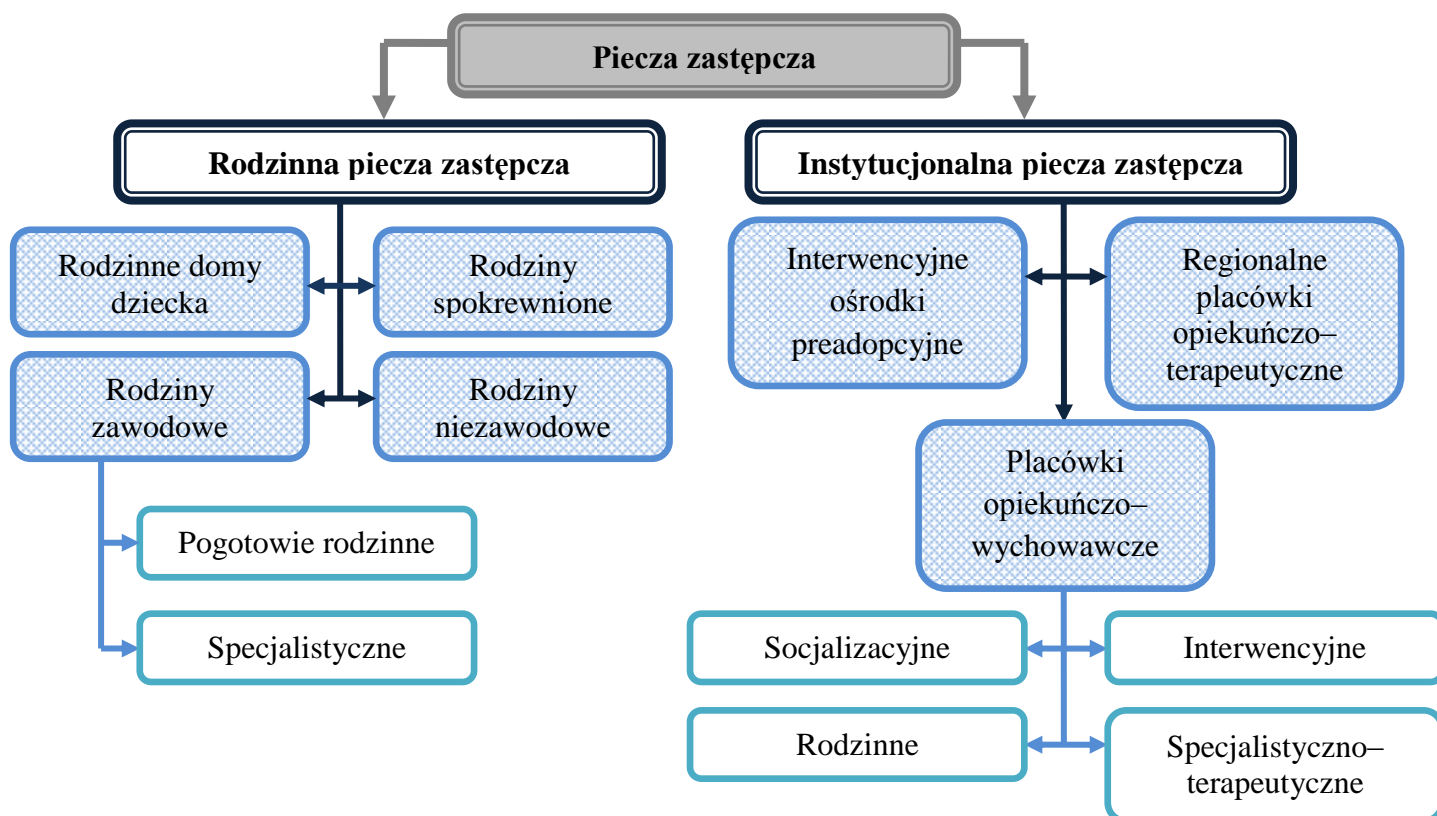 Piecza zastępcza
Rodzinna piecza zastępcza
Instytucjonalna piecza zastępcza
Rodzinne domy
dziecka
Rodziny
spokrewnione
Interwencyjne
ośrodki
preadopcyjne
Regionalne
placówki
opiekuńczo–
terapeutyczne
Rodziny
zawodowe
Rodziny
niezawodowe
Placówki
opiekuńczo–
wychowawcze
Pogotowie rodzinne
Specjalistyczne
Socjalizacyjne
Interwencyjne
Rodzinne
Specjalistyczno–
terapeutyczne